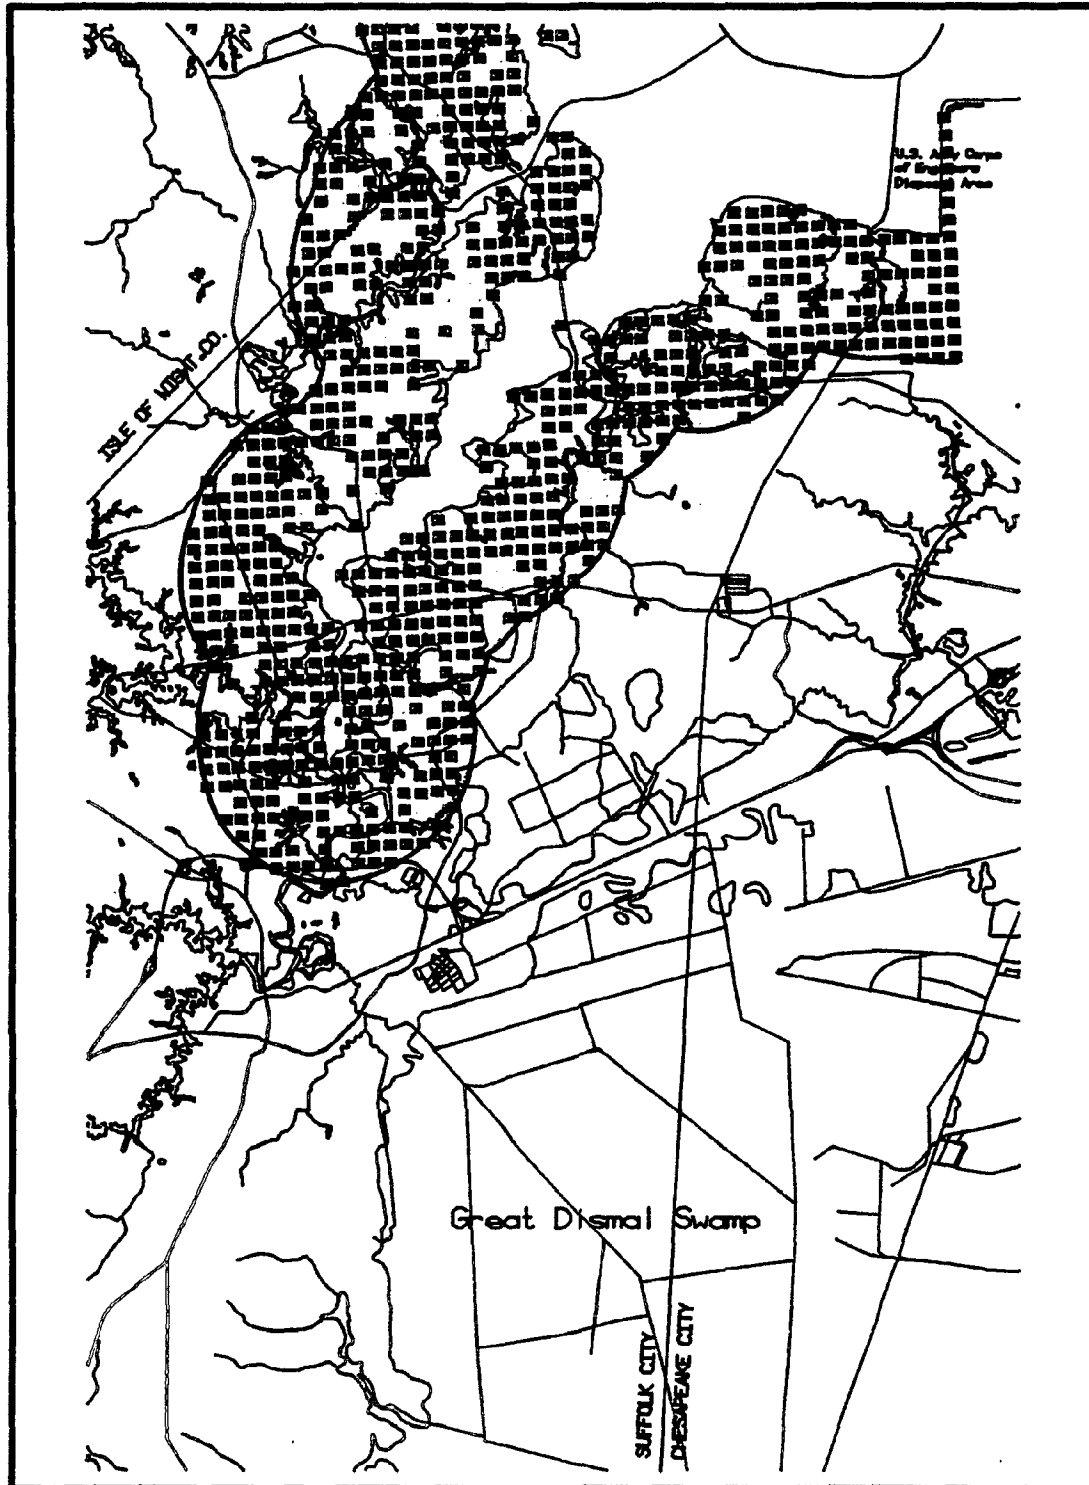 U.S. Army Corps
of Engineers
Disposal Area
ISLE OF WIGHT CO.
Great Dismal Swamp
SUFFOLK CITY
CHESAPEAKE CITY